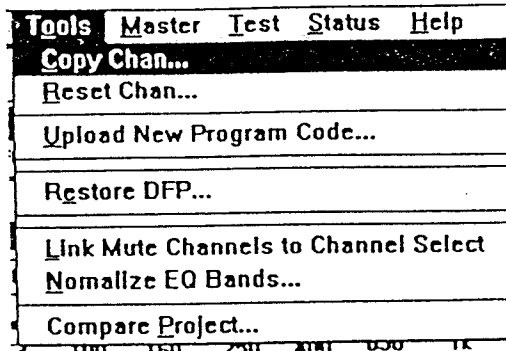 Tools Master Test Status Help
Copy Chan...
Reset Chan...
Upload New Program Code...
Restore DFP...
Link Mute Channels to Channel Select
Nomalize EQ Bands...
Compare Project...